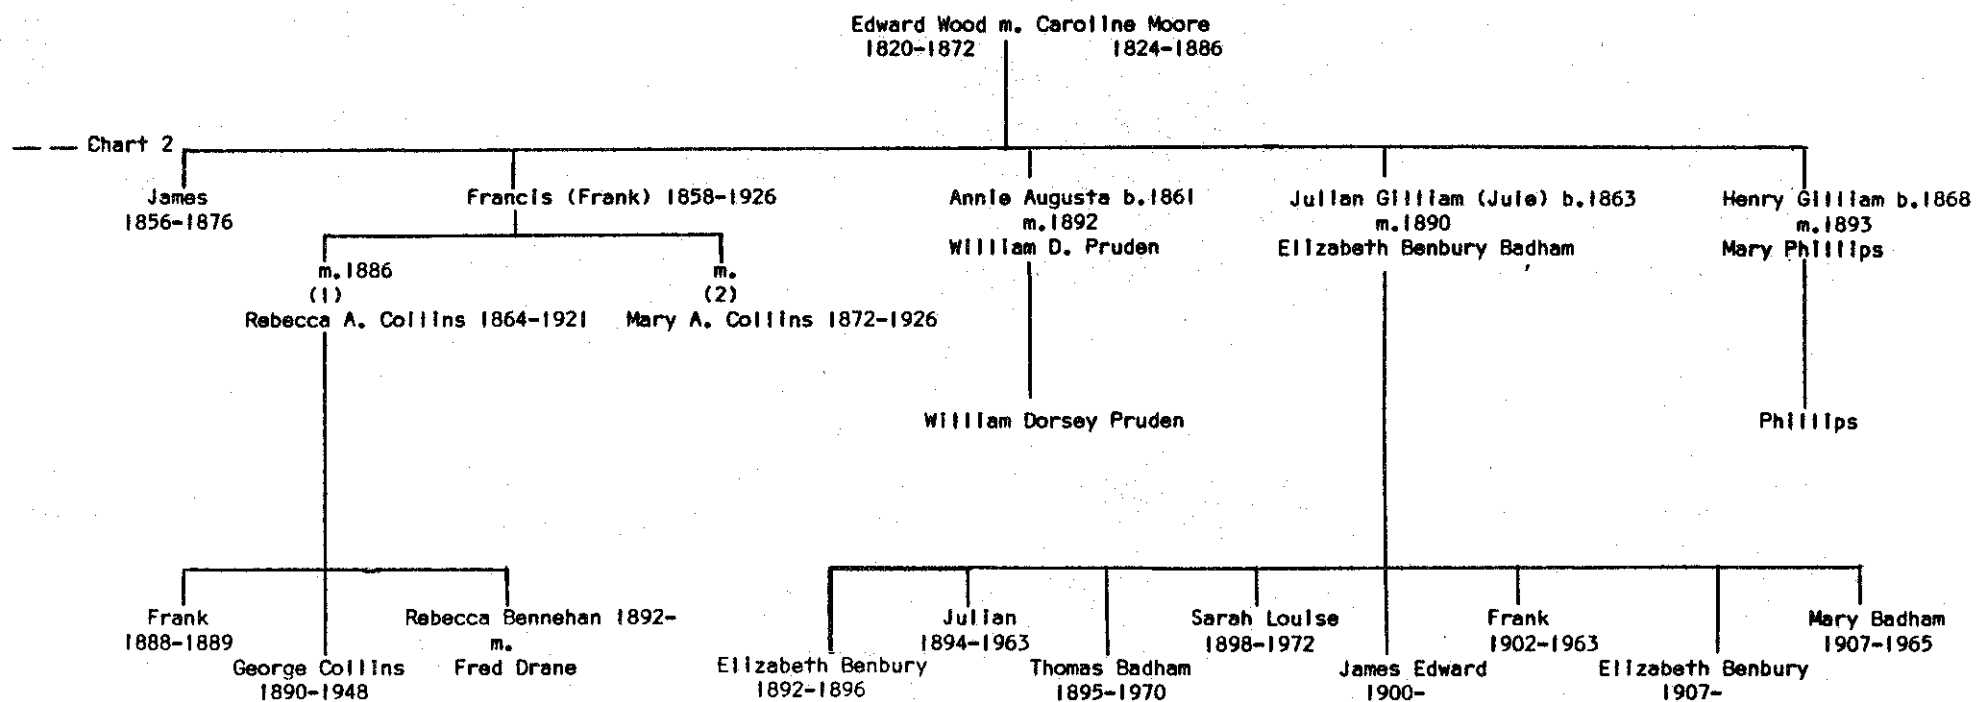 Edward Wood m. Caroline Moore
1820-1872 1824-1886
Chart 2
James
1856-1876
Francis (Frank) 1858-1926
Annie Augusta b.1861
m.1892
William D. Pruden
Julian Gilliam (Jule) b.1863
m.1890
Elizabeth Benbury Badham
Henry Gilliam b.1868
m.1893
Mary Phillips
m.1886
(1)
Rebecca A. Collins 1864-1921
m.
(2)
Mary A. Collins 1872-1926
William Dorsey Pruden
Phillips
Frank
1888-1889
George Collins
1890-1948
Rebecca Bennehan 1892-
m.
Fred Drane
Elizabeth Benbury
1892-1896
Julian
1894-1963
Thomas Badham
1895-1970
Sarah Louise
1898-1972
James Edward
1900-
Frank
1902-1963
Elizabeth Benbury
1907-
Mary Badham
1907-1965